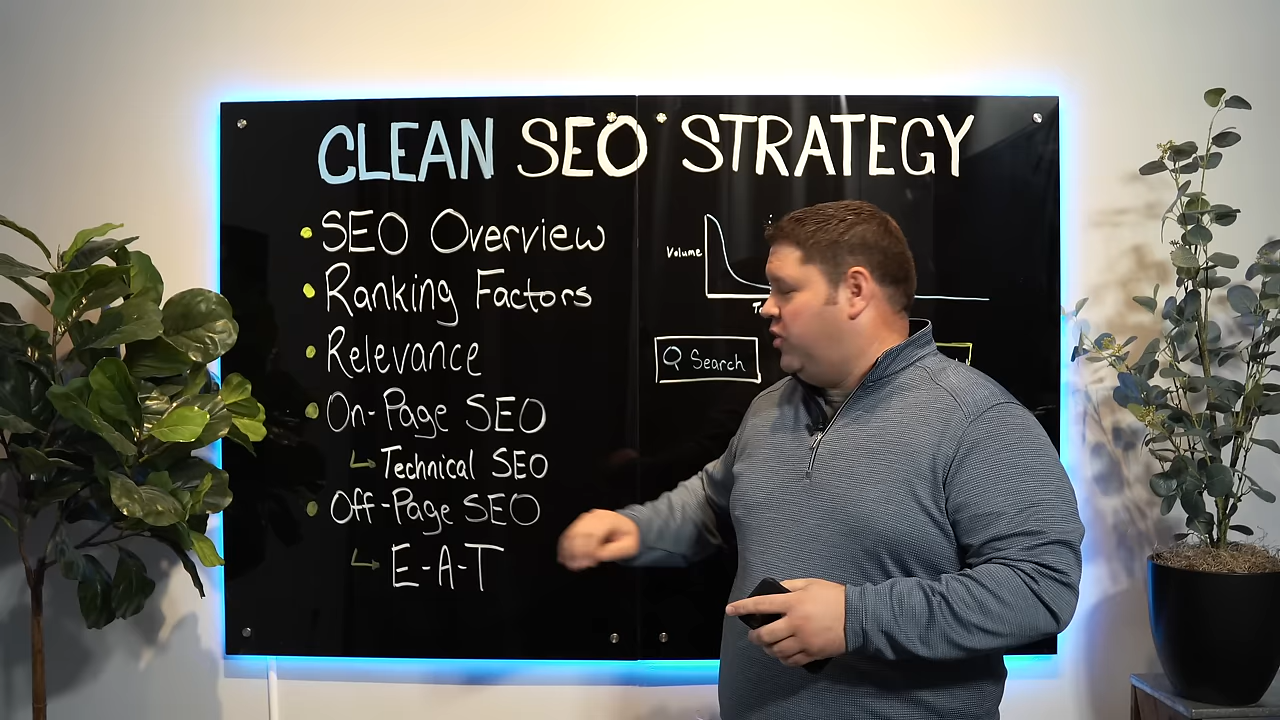 CLEAN SEO STRATEGY
• SEO Overview
• Ranking Factors
• Relevance
• On-Page SEO
↳ Technical SEO
• Off-Page SEO
↳ E-A-T
Volume
Search